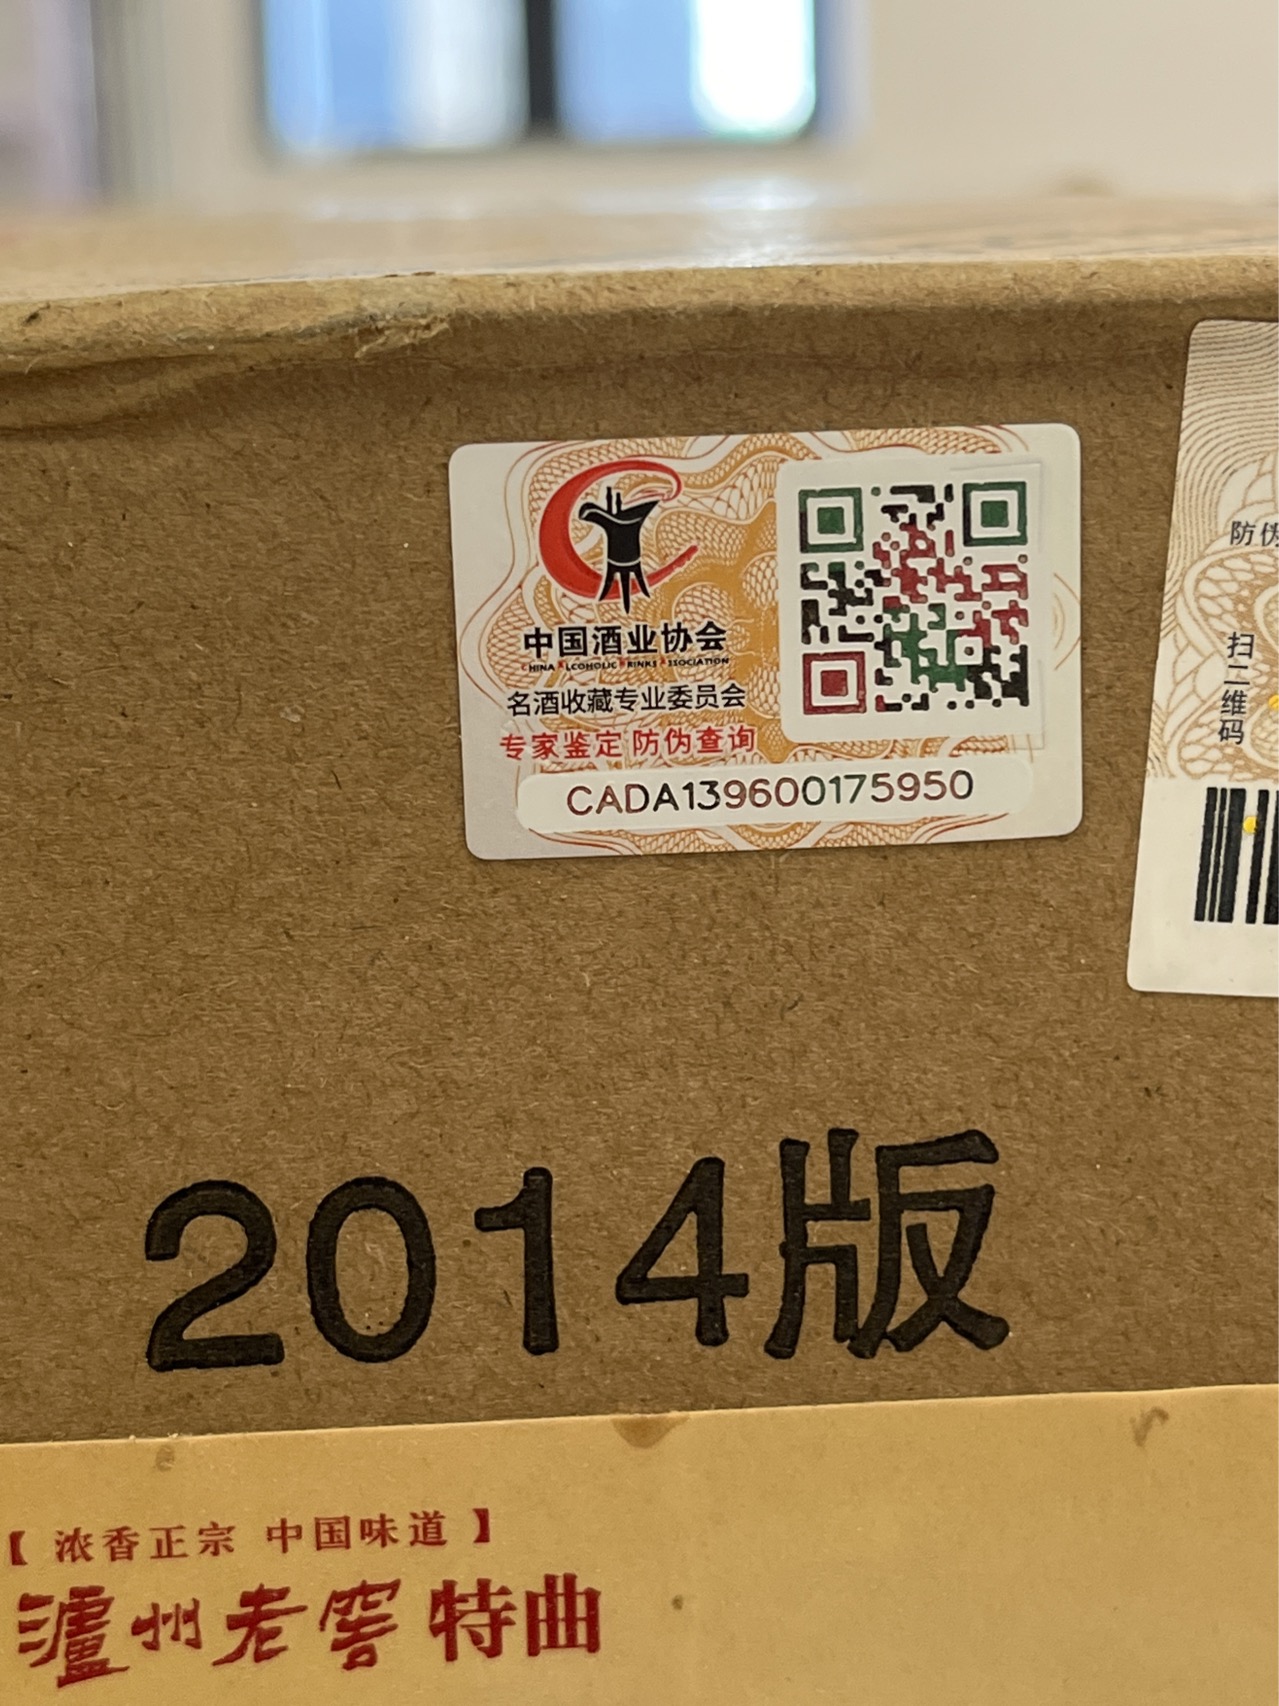 中国酒业协会
CHINA ALCOHOLIC DRINKS ASSOCIATION
名酒收藏专业委员会
专家鉴定 防伪查询
CADA139600175950
防伪
扫二维码
2014版
【 浓香正宗 中国味道 】
泸州老窖 特曲